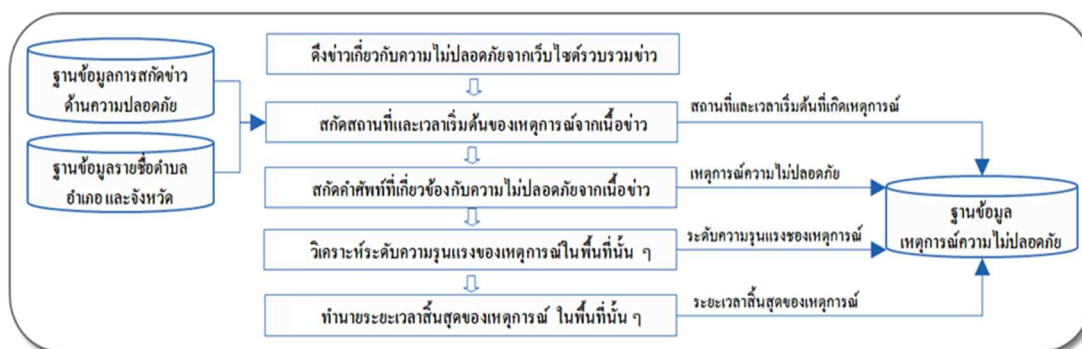 ดึงข่าวเกี่ยวกับความไม่ปลอดภัยจากเว็บไซต์รวบรวมข่าว
ฐานข้อมูลการสกัดข่าว
ด้านความปลอดภัย
สกัดสถานที่และเวลาเริ่มต้นของเหตุการณ์จากเนื้อข่าว
สถานที่และเวลาเริ่มต้นที่เกิดเหตุการณ์
ฐานข้อมูลรายชื่อตำบล
อำเภอ และจังหวัด
สกัดคำศัพท์ที่เกี่ยวข้องกับความไม่ปลอดภัยจากเนื้อข่าว
เหตุการณ์ความไม่ปลอดภัย
ฐานข้อมูล
เหตุการณ์ความไม่ปลอดภัย
วิเคราะห์ระดับความรุนแรงของเหตุการณ์ในพื้นที่นั้น ๆ
ระดับความรุนแรงของเหตุการณ์
ทำนายระยะเวลาสิ้นสุดของเหตุการณ์ ในพื้นที่นั้น ๆ
ระยะเวลาสิ้นสุดของเหตุการณ์